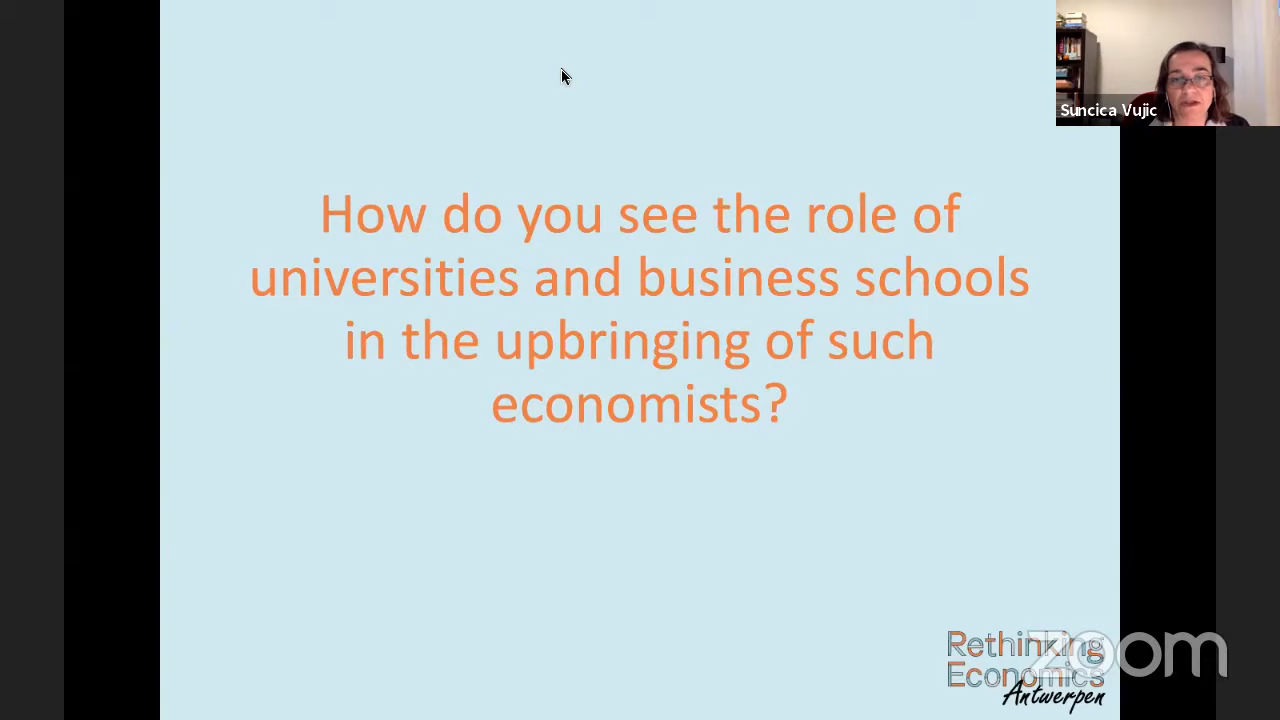 Suncica Vujic
How do you see the role of
universities and business schools
in the upbringing of such
economists?
Rethinking
Economics
Antwerpen
zoom